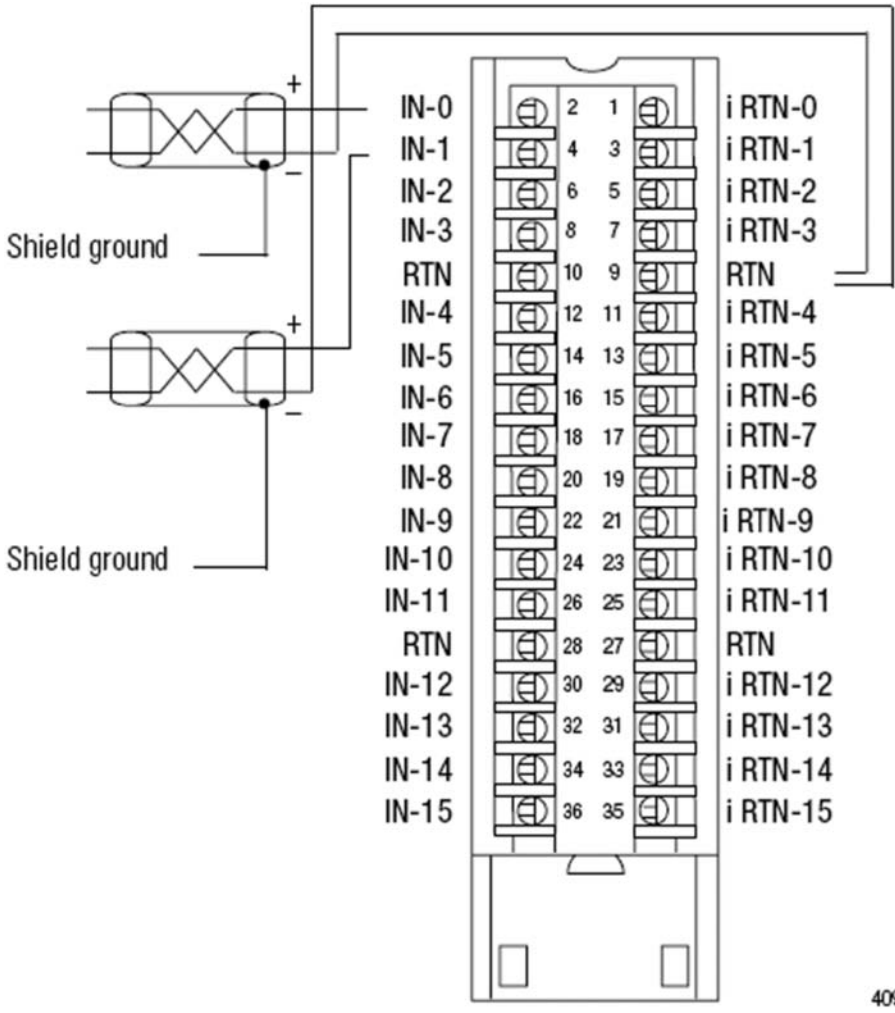 +
IN-0 2 1 i RTN-0
IN-1 4 3 i RTN-1
−
IN-2 6 5 i RTN-2
IN-3 8 7 i RTN-3
Shield ground
RTN 10 9 RTN
IN-4 12 11 i RTN-4
+
IN-5 14 13 i RTN-5
IN-6 16 15 i RTN-6
−
IN-7 18 17 i RTN-7
IN-8 20 19 i RTN-8
IN-9 22 21 i RTN-9
Shield ground
IN-10 24 23 i RTN-10
IN-11 26 25 i RTN-11
RTN 28 27 RTN
IN-12 30 29 i RTN-12
IN-13 32 31 i RTN-13
IN-14 34 33 i RTN-14
IN-15 36 35 i RTN-15